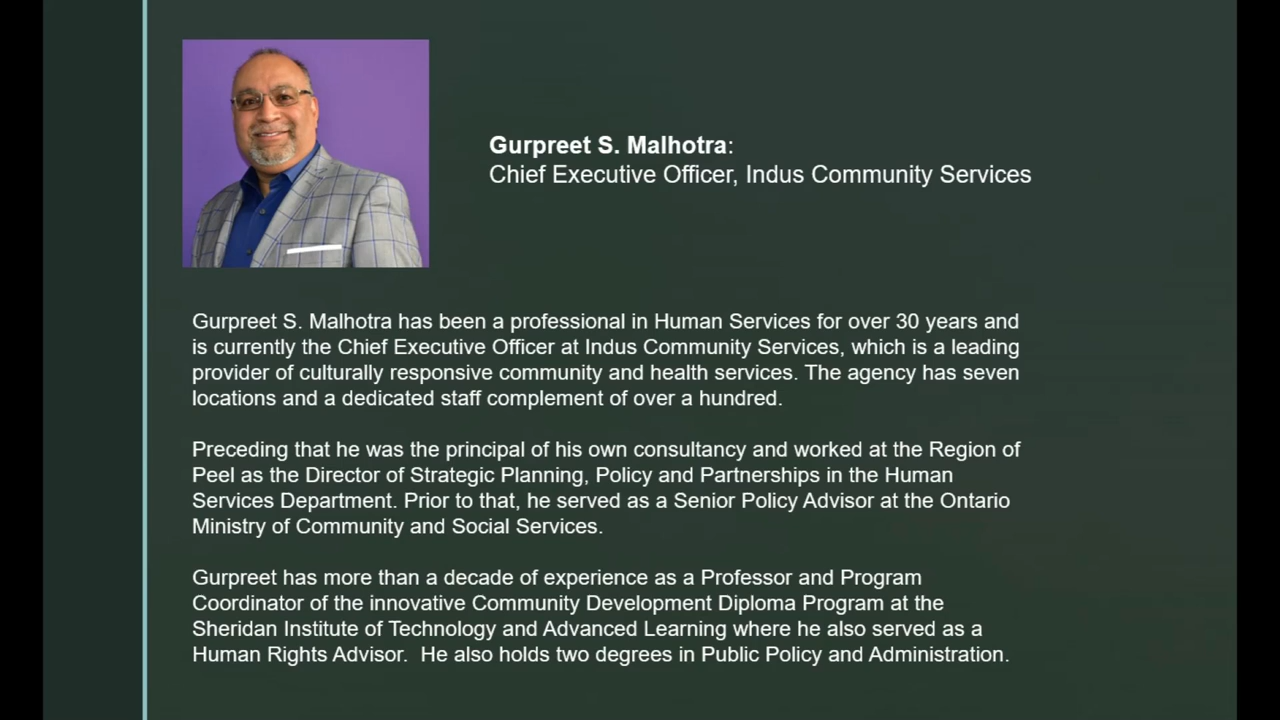 Gurpreet S. Malhotra:
Chief Executive Officer, Indus Community Services
Gurpreet S. Malhotra has been a professional in Human Services for over 30 years and
is currently the Chief Executive Officer at Indus Community Services, which is a leading
provider of culturally responsive community and health services. The agency has seven
locations and a dedicated staff complement of over a hundred.
Preceding that he was the principal of his own consultancy and worked at the Region of
Peel as the Director of Strategic Planning, Policy and Partnerships in the Human
Services Department. Prior to that, he served as a Senior Policy Advisor at the Ontario
Ministry of Community and Social Services.
Gurpreet has more than a decade of experience as a Professor and Program
Coordinator of the innovative Community Development Diploma Program at the
Sheridan Institute of Technology and Advanced Learning where he also served as a
Human Rights Advisor.  He also holds two degrees in Public Policy and Administration.